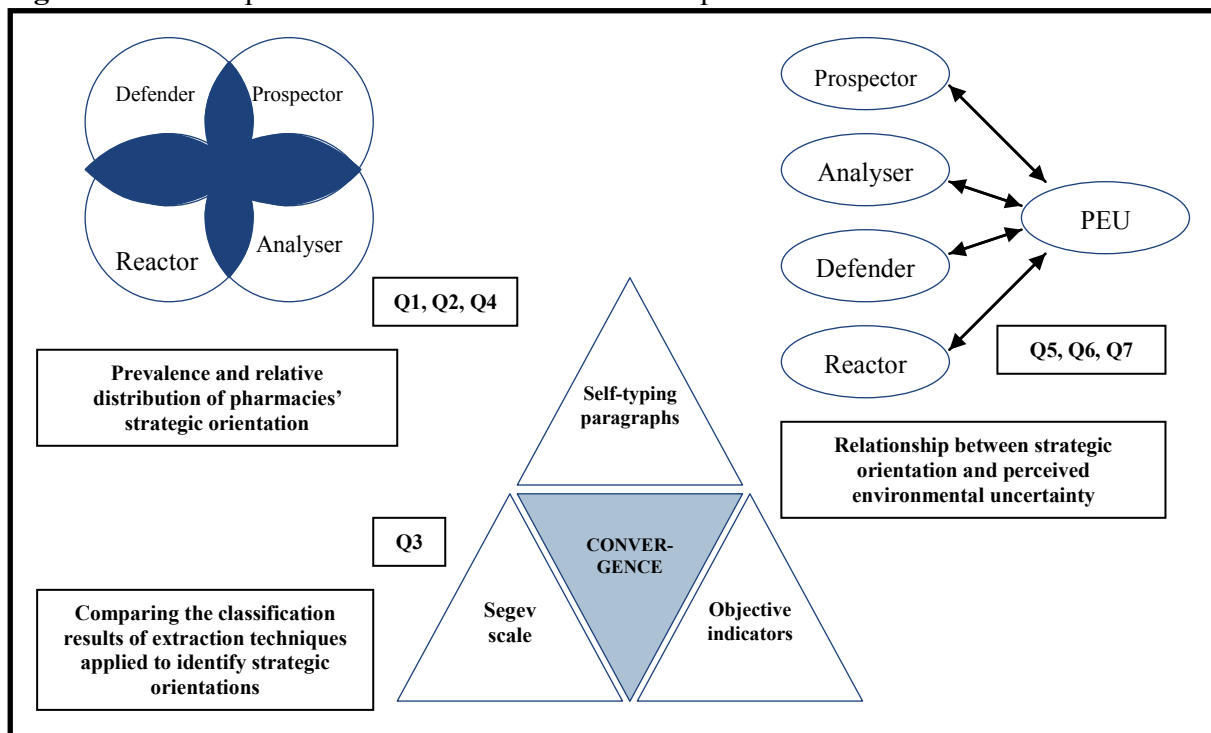 Defender
Prospector
Reactor
Analyser
Q1, Q2, Q4
Prevalence and relative
distribution of pharmacies’
strategic orientation
Prospector
Analyser
Defender
Reactor
PEU
Q5, Q6, Q7
Relationship between strategic
orientation and perceived
environmental uncertainty
Self-typing
paragraphs
Q3
CONVER-
GENCE
Segev
scale
Objective
indicators
Comparing the classification
results of extraction techniques
applied to identify strategic
orientations